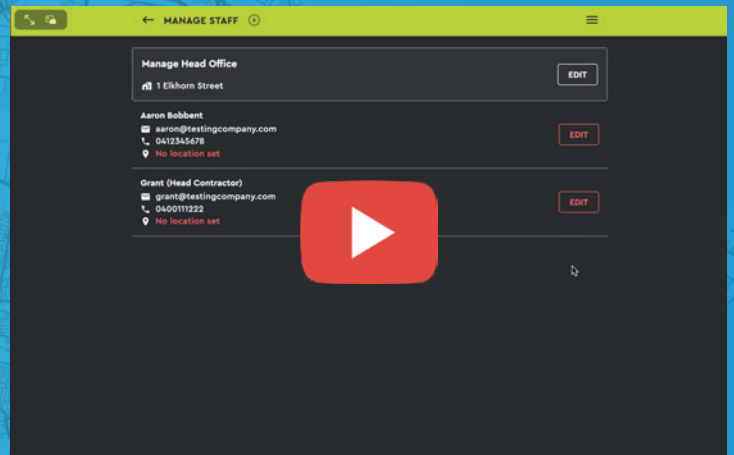 MANAGE STAFF
Manage Head Office
1 Elkhorn Street
EDIT
Aaron Bobbent
aaron@testingcompany.com
0412345678
No location set
EDIT
Grant (Head Contractor)
grant@testingcompany.com
0400111222
No location set
EDIT